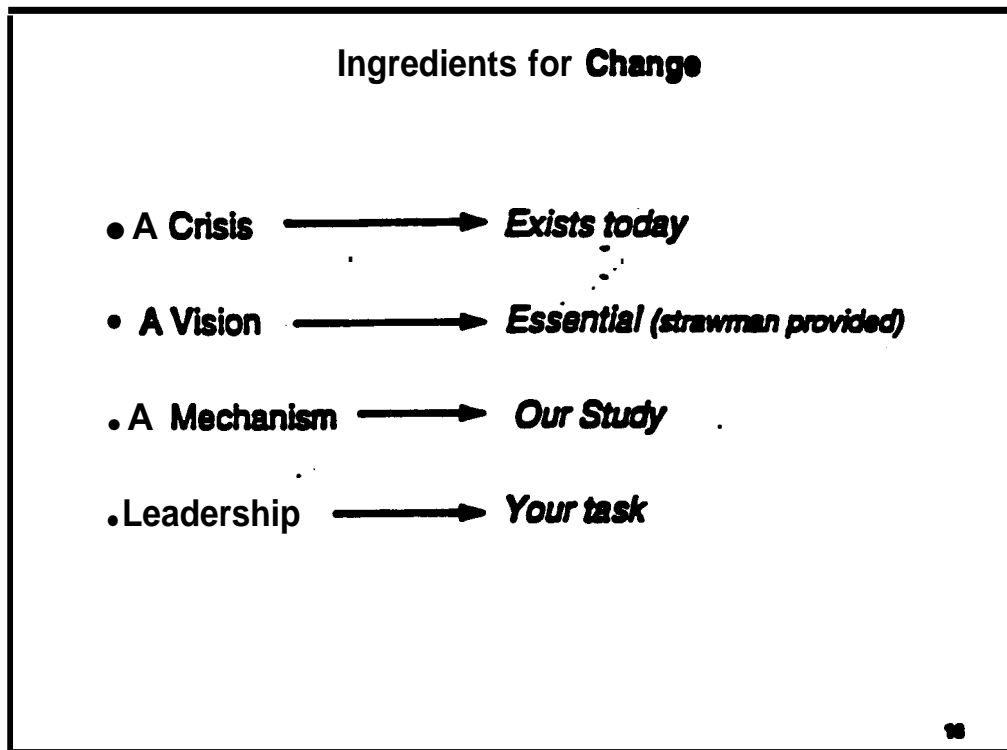 Ingredients for Change
• A Crisis → Exists today
• A Vision → Essential (strawman provided)
• A Mechanism → Our Study
• Leadership → Your task